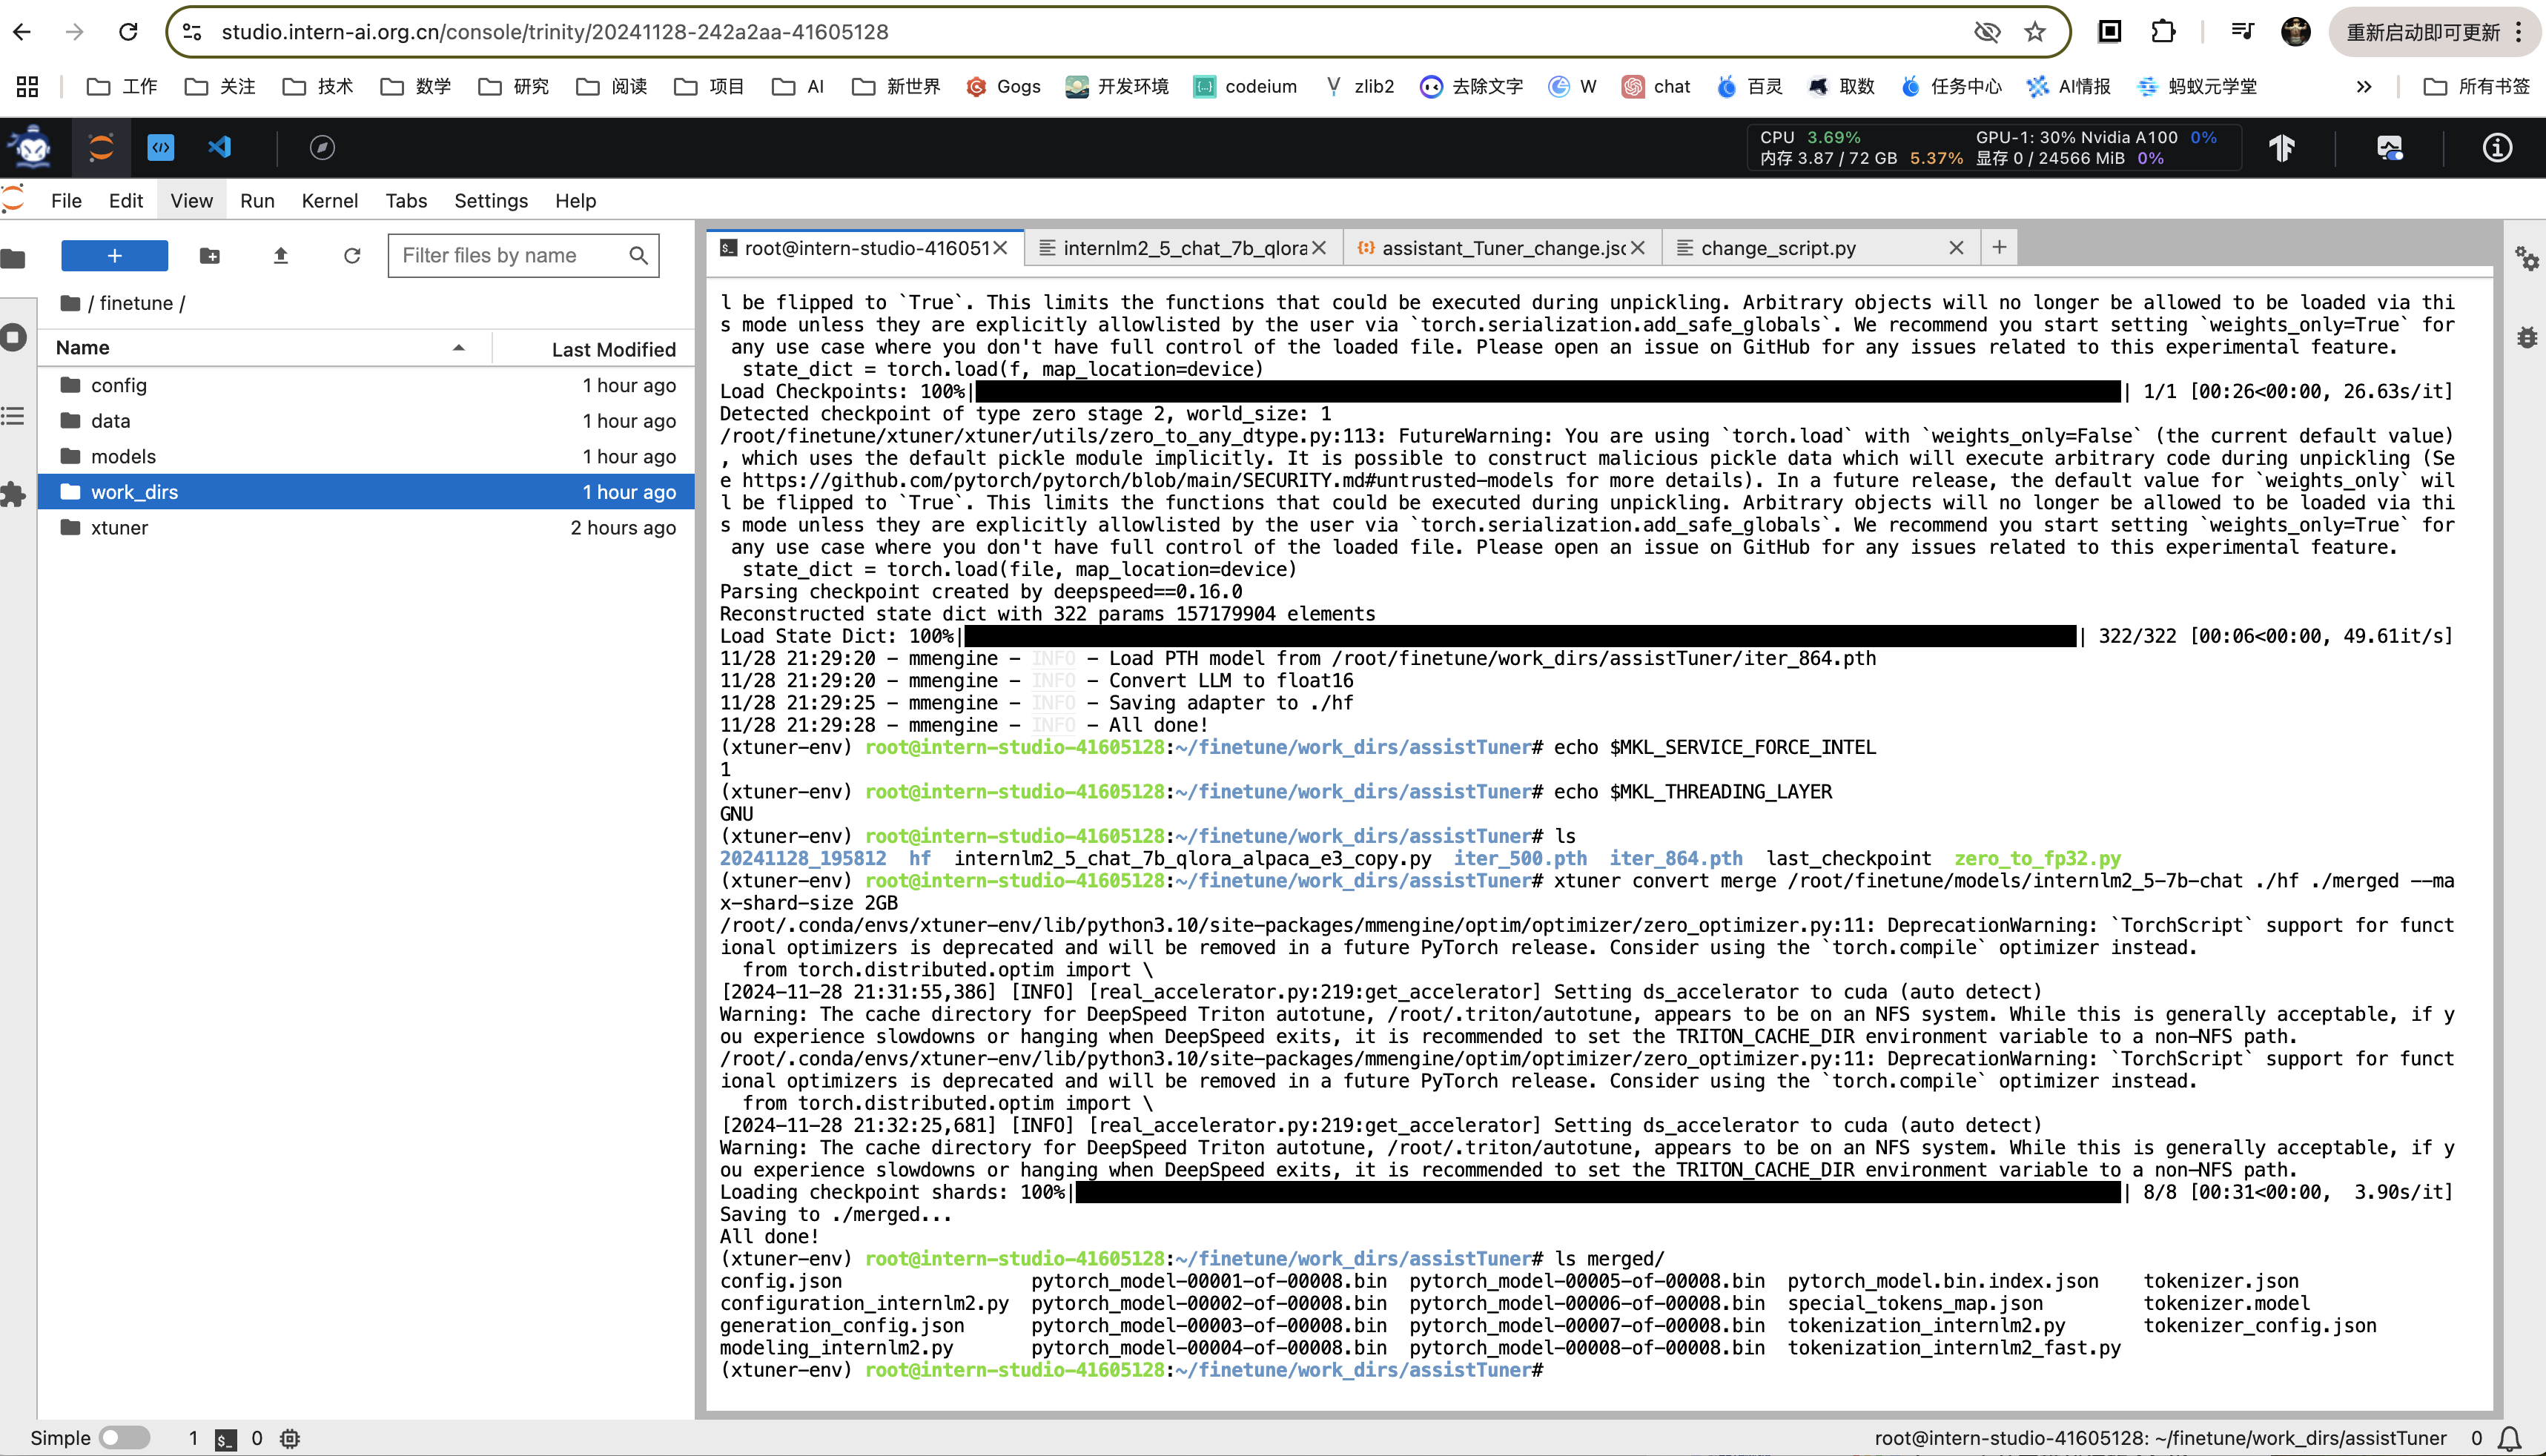 studio.intern-ai.org.cn/console/trinity/20241128-242a2aa-41605128
重新启动即可更新
工作 关注 技术 数学 研究 阅读 项目 AI 新世界 Gogs 开发环境 codeium zlib2 去除文字 W chat 百灵 取数 任务中心 AI情报 蚂蚁元学堂 » 所有书签
CPU 3.69% GPU-1: 30% Nvidia A100 0%
内存 3.87 / 72 GB 5.37% 显存 0 / 24566 MiB 0%
File Edit View Run Kernel Tabs Settings Help
Filter files by name
/ finetune /
Name Last Modified
config 1 hour ago
data 1 hour ago
models 1 hour ago
work_dirs 1 hour ago
xtuner 2 hours ago
root@intern-studio-416051 internlm2_5_chat_7b_qlora assistant_Tuner_change.jsc change_script.py
l be flipped to `True`. This limits the functions that could be executed during unpickling. Arbitrary objects will no longer be allowed to be loaded via thi
s mode unless they are explicitly allowlisted by the user via `torch.serialization.add_safe_globals`. We recommend you start setting `weights_only=True` for
any use case where you don't have full control of the loaded file. Please open an issue on GitHub for any issues related to this experimental feature.
state_dict = torch.load(f, map_location=device)
Load Checkpoints: 100%| | 1/1 [00:26<00:00, 26.63s/it]
Detected checkpoint of type zero stage 2, world_size: 1
/root/finetune/xtuner/xtuner/utils/zero_to_any_dtype.py:113: FutureWarning: You are using `torch.load` with `weights_only=False` (the current default value)
, which uses the default pickle module implicitly. It is possible to construct malicious pickle data which will execute arbitrary code during unpickling (Se
e https://github.com/pytorch/pytorch/blob/main/SECURITY.md#untrusted-models for more details). In a future release, the default value for `weights_only` wil
l be flipped to `True`. This limits the functions that could be executed during unpickling. Arbitrary objects will no longer be allowed to be loaded via thi
s mode unless they are explicitly allowlisted by the user via `torch.serialization.add_safe_globals`. We recommend you start setting `weights_only=True` for
any use case where you don't have full control of the loaded file. Please open an issue on GitHub for any issues related to this experimental feature.
state_dict = torch.load(file, map_location=device)
Parsing checkpoint created by deepspeed==0.16.0
Reconstructed state dict with 322 params 157179904 elements
Load State Dict: 100%| | 322/322 [00:06<00:00, 49.61it/s]
11/28 21:29:20 - mmengine - INFO - Load PTH model from /root/finetune/work_dirs/assistTuner/iter_864.pth
11/28 21:29:20 - mmengine - INFO - Convert LLM to float16
11/28 21:29:25 - mmengine - INFO - Saving adapter to ./hf
11/28 21:29:28 - mmengine - INFO - All done!
(xtuner-env) root@intern-studio-41605128:~/finetune/work_dirs/assistTuner# echo $MKL_SERVICE_FORCE_INTEL
1
(xtuner-env) root@intern-studio-41605128:~/finetune/work_dirs/assistTuner# echo $MKL_THREADING_LAYER
GNU
(xtuner-env) root@intern-studio-41605128:~/finetune/work_dirs/assistTuner# ls
20241128_195812 hf internlm2_5_chat_7b_qlora_alpaca_e3_copy.py iter_500.pth iter_864.pth last_checkpoint zero_to_fp32.py
(xtuner-env) root@intern-studio-41605128:~/finetune/work_dirs/assistTuner# xtuner convert merge /root/finetune/models/internlm2_5-7b-chat ./hf ./merged --ma
x-shard-size 2GB
/root/.conda/envs/xtuner-env/lib/python3.10/site-packages/mmengine/optim/optimizer/zero_optimizer.py:11: DeprecationWarning: `TorchScript` support for funct
ional optimizers is deprecated and will be removed in a future PyTorch release. Consider using the `torch.compile` optimizer instead.
from torch.distributed.optim import \
[2024-11-28 21:31:55,386] [INFO] [real_accelerator.py:219:get_accelerator] Setting ds_accelerator to cuda (auto detect)
Warning: The cache directory for DeepSpeed Triton autotune, /root/.triton/autotune, appears to be on an NFS system. While this is generally acceptable, if y
ou experience slowdowns or hanging when DeepSpeed exits, it is recommended to set the TRITON_CACHE_DIR environment variable to a non-NFS path.
/root/.conda/envs/xtuner-env/lib/python3.10/site-packages/mmengine/optim/optimizer/zero_optimizer.py:11: DeprecationWarning: `TorchScript` support for funct
ional optimizers is deprecated and will be removed in a future PyTorch release. Consider using the `torch.compile` optimizer instead.
from torch.distributed.optim import \
[2024-11-28 21:32:25,681] [INFO] [real_accelerator.py:219:get_accelerator] Setting ds_accelerator to cuda (auto detect)
Warning: The cache directory for DeepSpeed Triton autotune, /root/.triton/autotune, appears to be on an NFS system. While this is generally acceptable, if y
ou experience slowdowns or hanging when DeepSpeed exits, it is recommended to set the TRITON_CACHE_DIR environment variable to a non-NFS path.
Loading checkpoint shards: 100%| | 8/8 [00:31<00:00, 3.90s/it]
Saving to ./merged...
All done!
(xtuner-env) root@intern-studio-41605128:~/finetune/work_dirs/assistTuner# ls merged/
config.json pytorch_model-00001-of-00008.bin pytorch_model-00005-of-00008.bin pytorch_model.bin.index.json tokenizer.json
configuration_internlm2.py pytorch_model-00002-of-00008.bin pytorch_model-00006-of-00008.bin special_tokens_map.json tokenizer.model
generation_config.json pytorch_model-00003-of-00008.bin pytorch_model-00007-of-00008.bin tokenization_internlm2.py tokenizer_config.json
modeling_internlm2.py pytorch_model-00004-of-00008.bin pytorch_model-00008-of-00008.bin tokenization_internlm2_fast.py
(xtuner-env) root@intern-studio-41605128:~/finetune/work_dirs/assistTuner#
Simple 1 $_ 0 root@intern-studio-41605128: ~/finetune/work_dirs/assistTuner 0